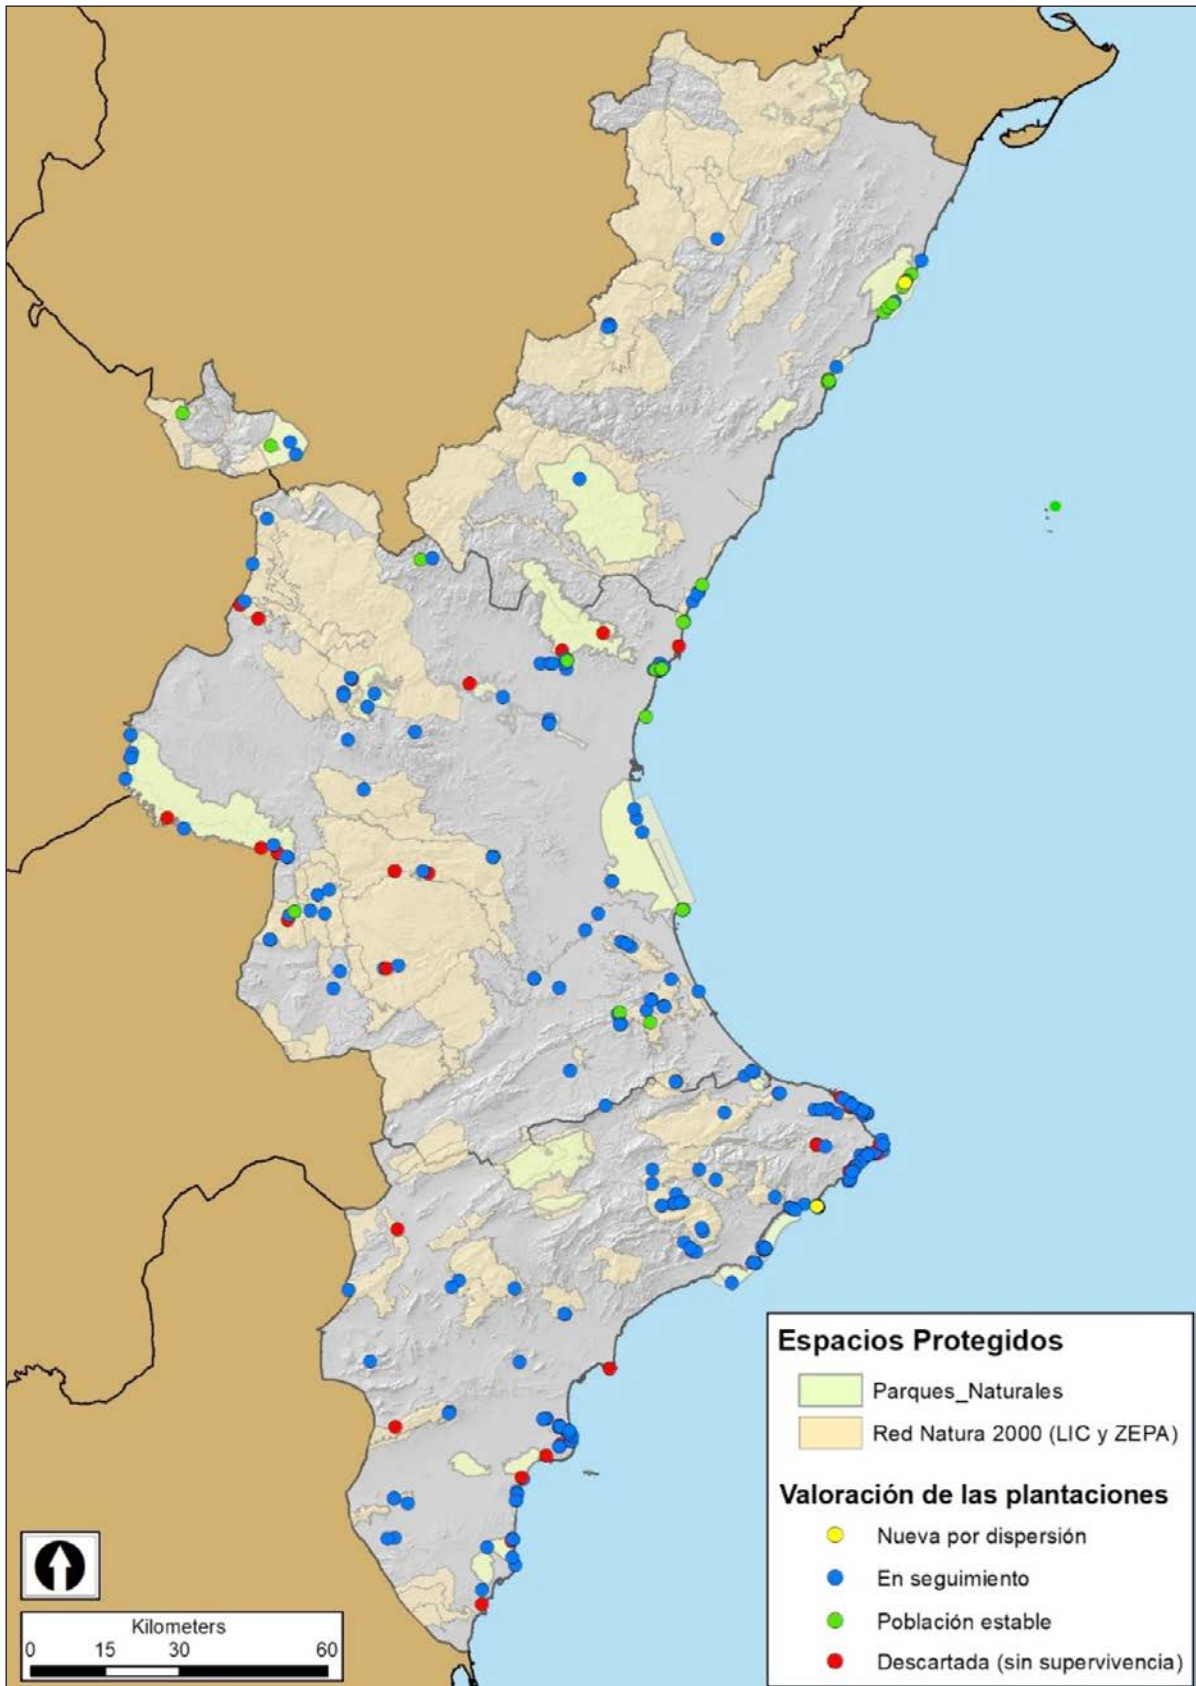 Espacios Protegidos
Parques_Naturales
Red Natura 2000 (LIC y ZEPA)
Valoración de las plantaciones
Nueva por dispersión
En seguimiento
Población estable
Descartada (sin supervivencia)
Kilometers
0 15 30 60